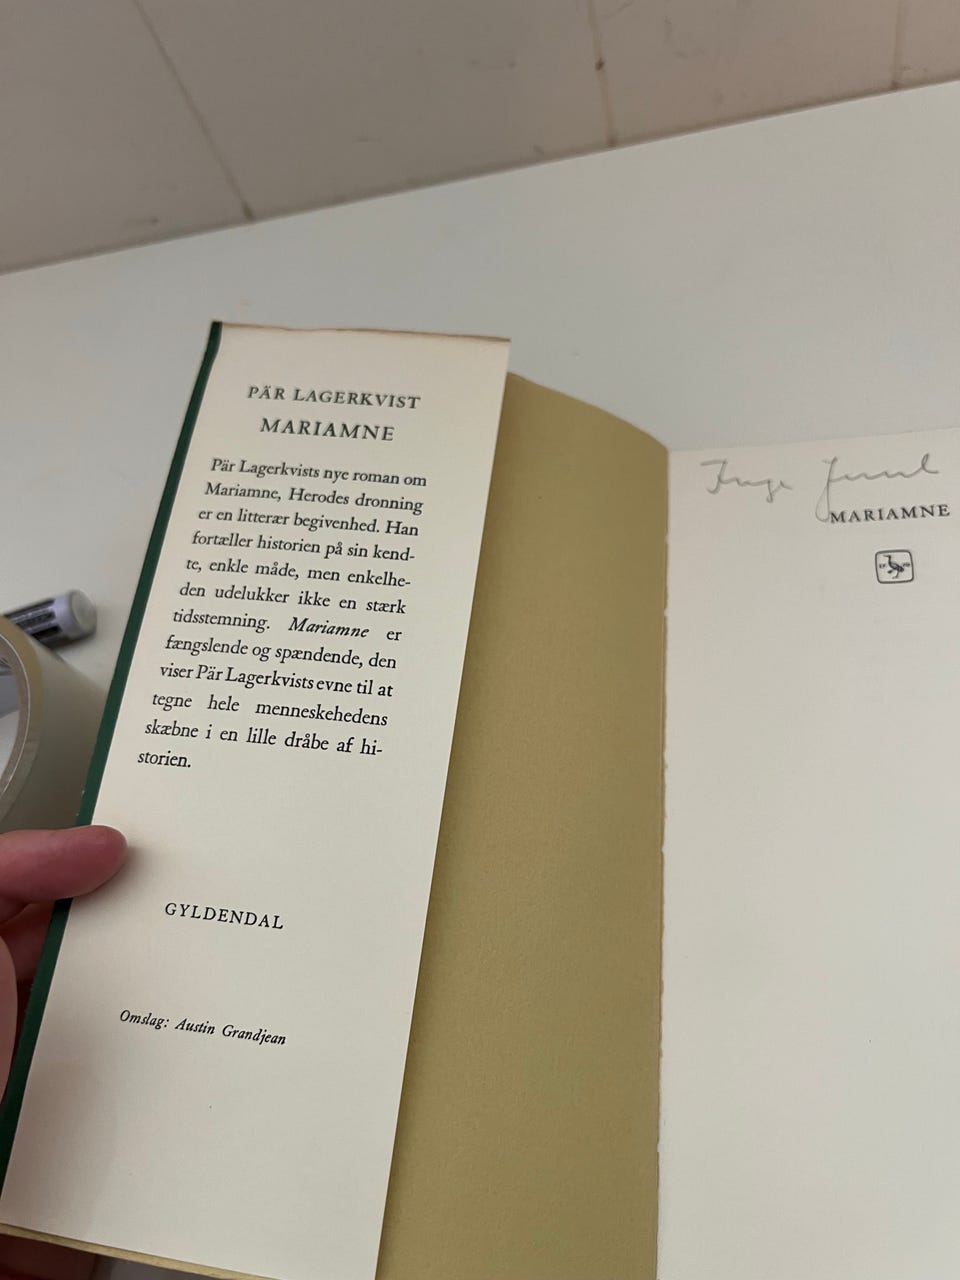 PÄR LAGERKVIST
MARIAMNE
Pär Lagerkvists nye roman om
Mariamne, Herodes dronning
er en litterær begivenhed. Han
fortæller historien på sin kend-
te, enkle måde, men enkelhe-
den udelukker ikke en stærk
tidsstemning. Mariamne er
fængslende og spændende, den
viser Pär Lagerkvists evne til at
tegne hele menneskehedens
skæbne i en lille dråbe af hi-
storien.
GYLDENDAL
Omslag: Austin Grandjean
Inge
MARIAMNE